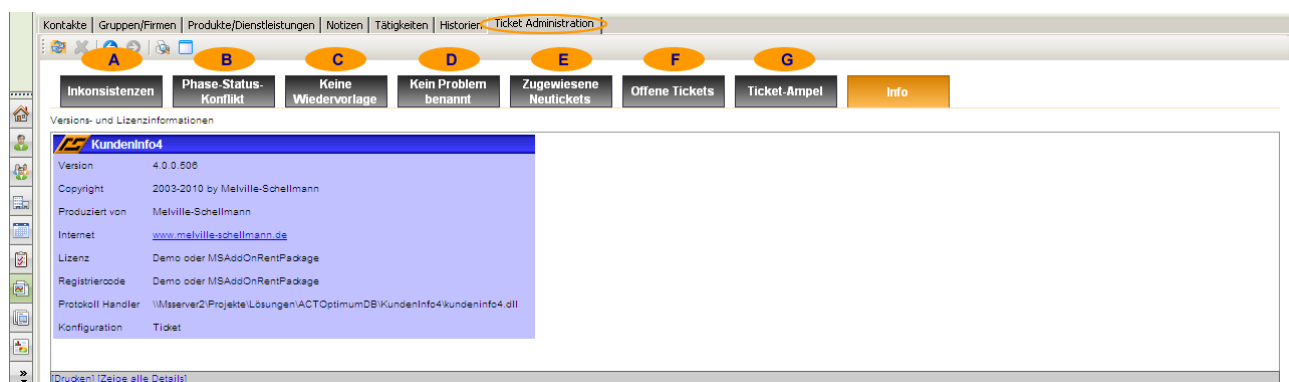 Kontakte | Gruppen/Firmen | Produkte/Dienstleistungen | Notizen | Tätigkeiten | Historien Ticket Administration
A B C D E F G
Inkonsistenzen Phase-Status-Konflikt Keine Wiedervorlage Kein Problem benannt Zugewiesene Neutickets Offene Tickets Ticket-Ampel Info
Versions- und Lizenzinformationen
KundenInfo4
Version 4.0.0.506
Copyright 2003-2010 by Melville-Schellmann
Produziert von Melville-Schellmann
Internet www.melville-schellmann.de
Lizenz Demo oder MSAddOnRentPackage
Registriercode Demo oder MSAddOnRentPackage
Protokoll Handler \\Msserver2\Projekte\Lösungen\ACTOptimumDB\KundenInfo4\kundeninfo4.dll
Konfiguration Ticket
[Drucken] [Zeige alle Details]